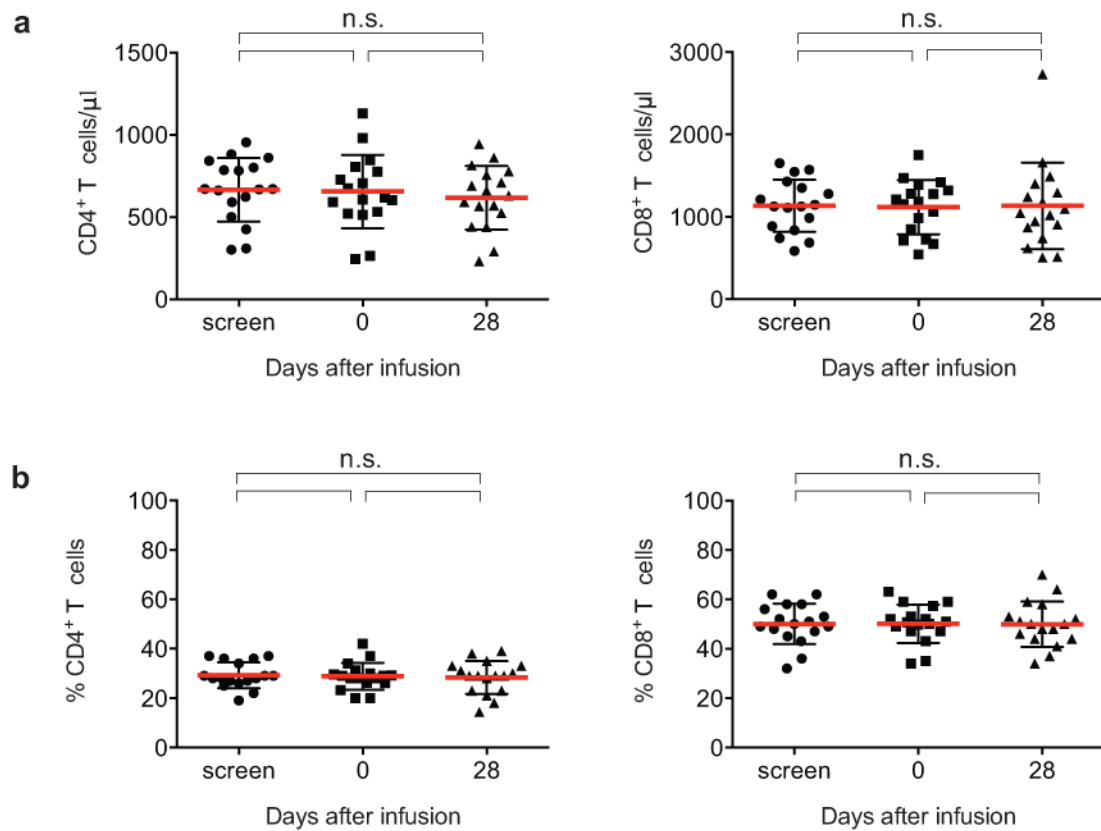 a
n.s.
1500
1000
500
0
CD4⁺ T cells/µl
screen 0 28
Days after infusion
n.s.
3000
2000
1000
0
CD8⁺ T cells/µl
screen 0 28
Days after infusion
b
n.s.
100
80
60
40
20
0
% CD4⁺ T cells
screen 0 28
Days after infusion
n.s.
100
80
60
40
20
0
% CD8⁺ T cells
screen 0 28
Days after infusion